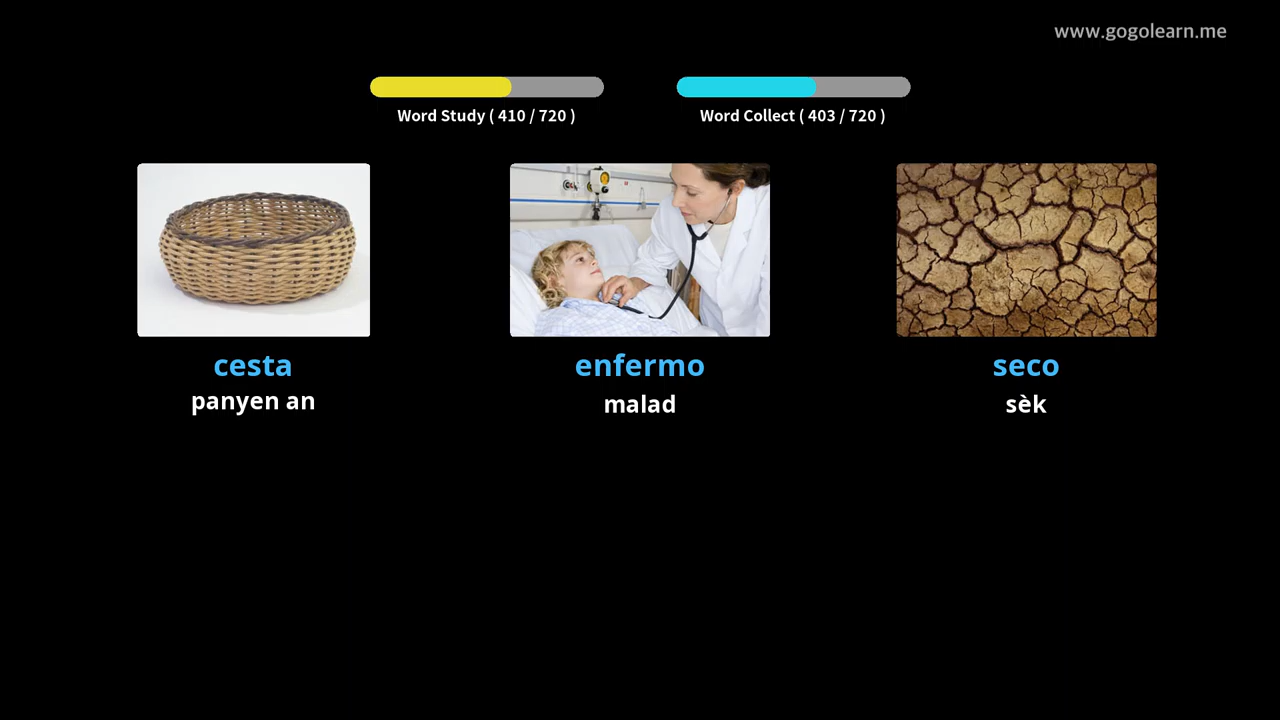 www.gogolearn.me
Word Study ( 410 / 720 )
Word Collect ( 403 / 720 )
cesta
panyen an
enfermo
malad
seco
sèk